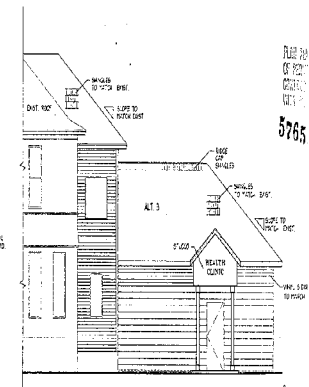 SHINGLES
TO MATCH EXIST.
EXIST. ROOF
SLOPE TO
MATCH EXIST
5765
RIDGE
CAP
SHINGLES
SHINGLES
TO MATCH EXIST.
ALT. 3
SLOPE TO
MATCH EXIST.
STUCCO
HEALTH
CLINIC
VINYL SIDING
TO MATCH